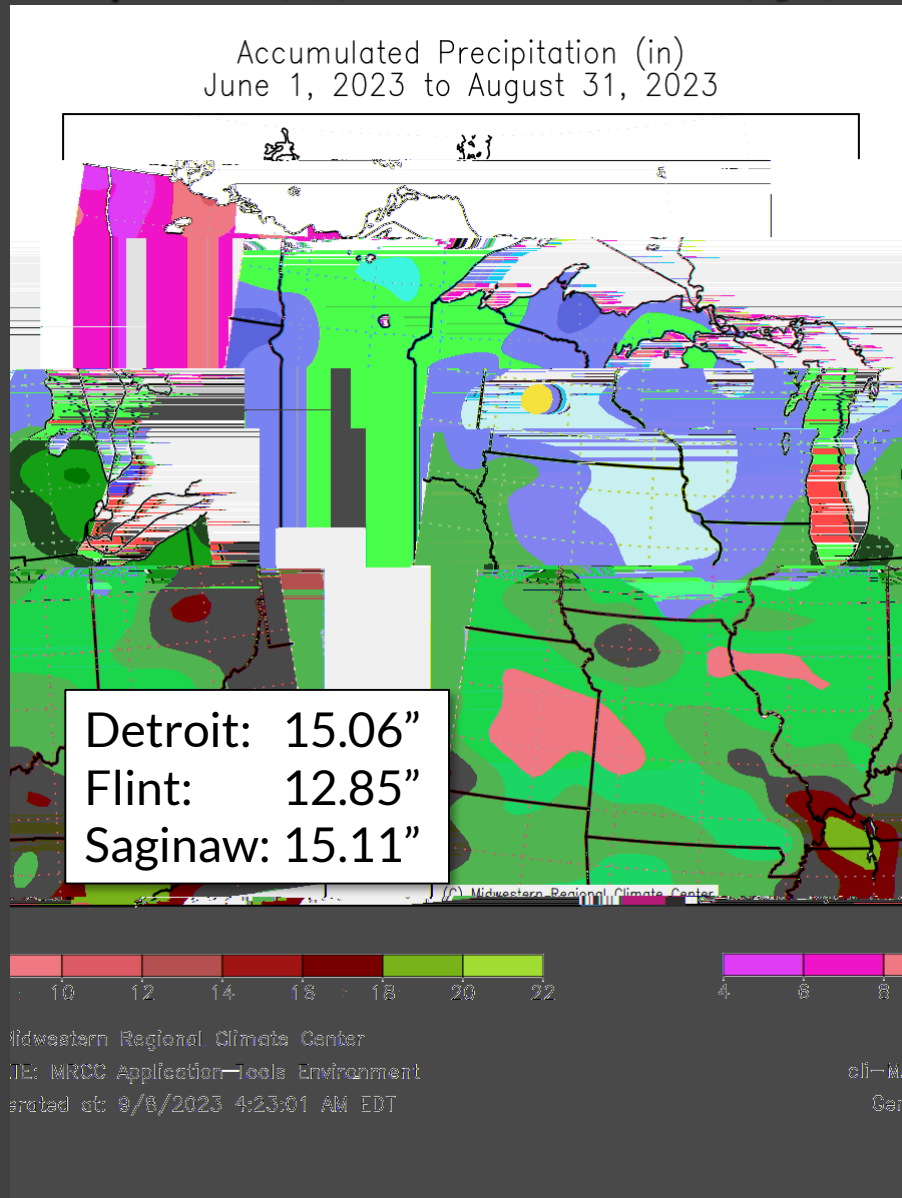 Accumulated Precipitation (in)
June 1, 2023 to August 31, 2023
Detroit: 15.06”
Flint: 12.85”
Saginaw: 15.11”
(C) Midwestern Regional Climate Center
10 12 14 16 18 20 22 4 6 8
Midwestern Regional Climate Center
MRCC Application Tools Environment
at: 9/8/2023 4:23:01 AM EDT